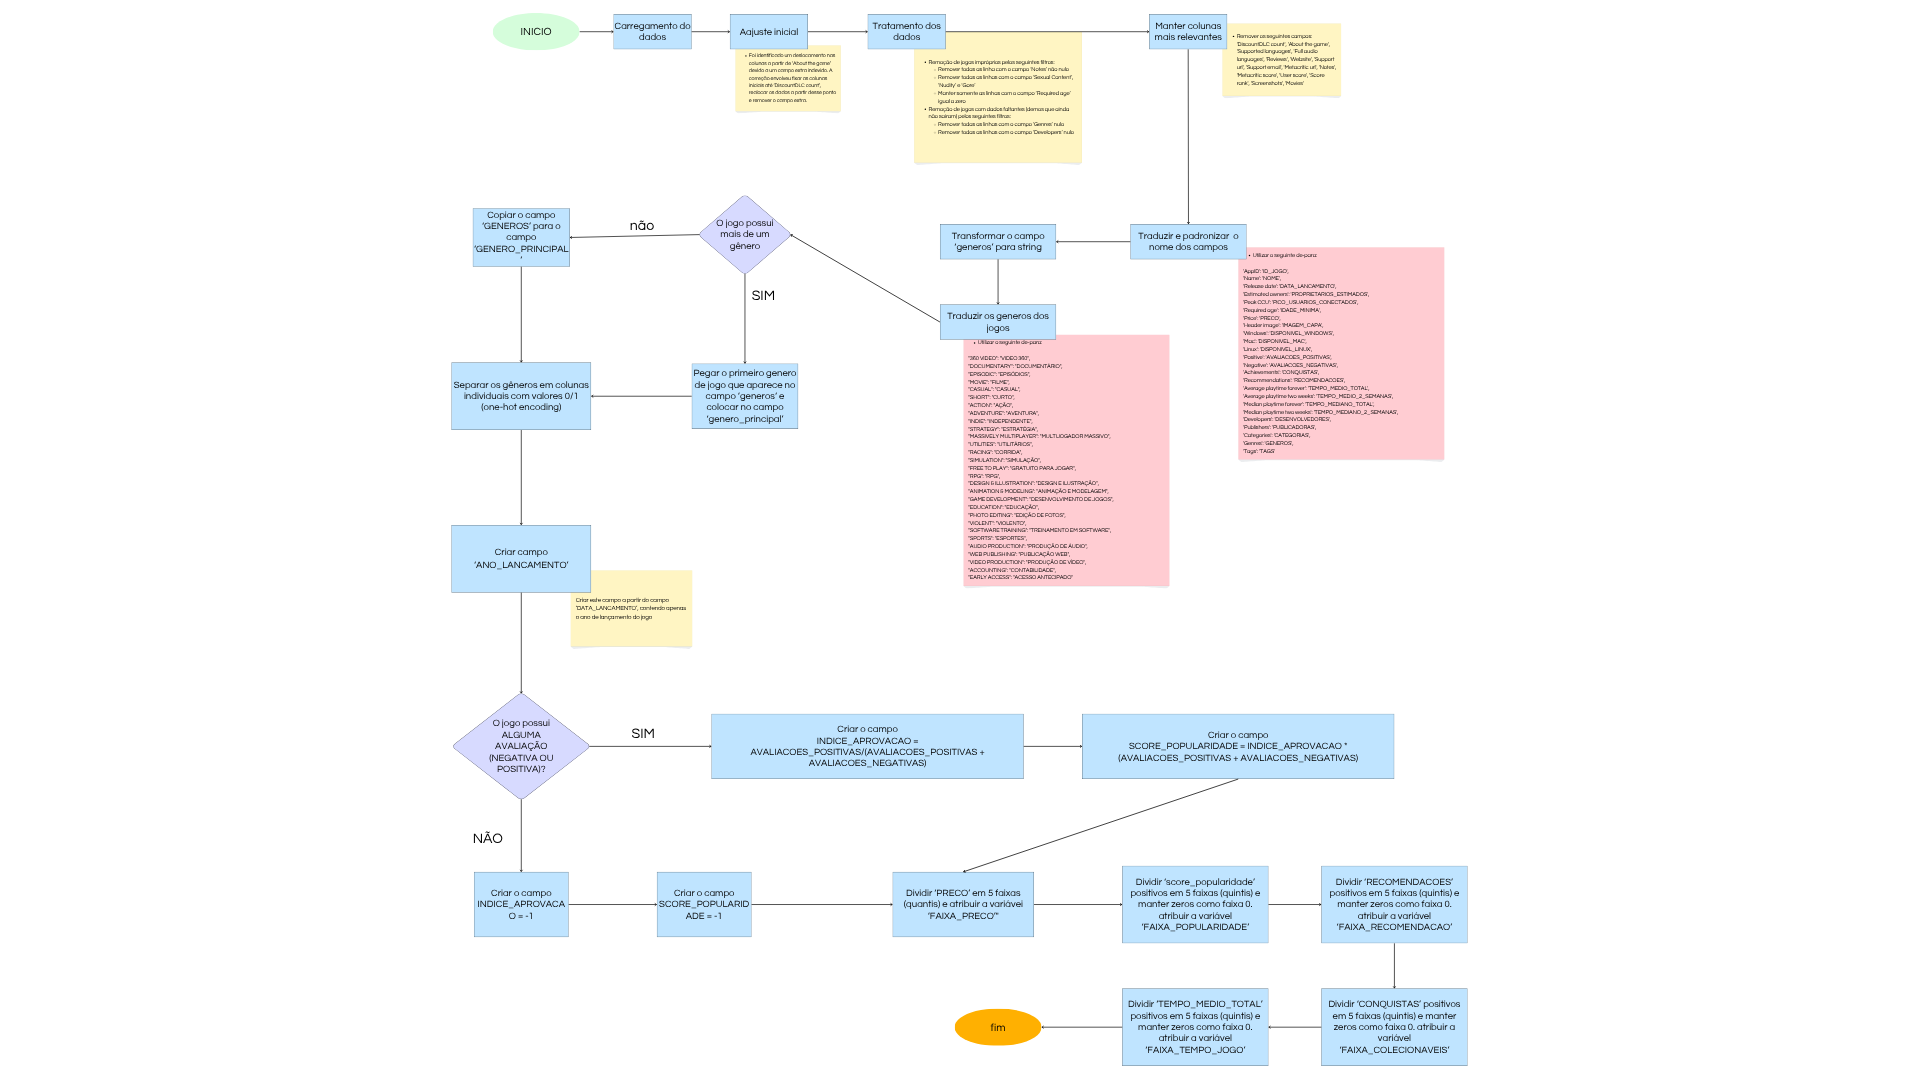 INICIO
Carregamento do
dados
Aajuste inicial
• Foi identificado um deslocamento nas
colunas a partir de 'About the game'
devido a um campo extra indevido. A
correção envolveu fixar as colunas
iniciais até 'DiscountDLC count',
realocar os dados a partir desse ponto
e remover o campo extra.
Tratamento dos
dados
• Remoção de jogos impróprios pelos seguintes filtros:
– Remover todas as linha com o campo 'Notes' não nulo
– Remover todas as linhas com o campo 'Sexual Content',
'Nudity' e 'Gore'
– Manter somente as linhas com o campo 'Required age'
igual a zero
• Remoção de jogos com dados faltantes (demos que ainda
não saíram) pelos seguintes filtros:
– Remover todas as linhas com o campo 'Genres' nulo
– Remover todas as linhas com o campo 'Developers' nulo
Manter colunas
mais relevantes
• Remover os seguintes campos:
'DiscountDLC count', 'About the game',
'Supported languages', 'Full audio
languages', 'Reviews', 'Website', 'Support
url', 'Support email', 'Metacritic url', 'Notes',
'Metacritic score', 'User score', 'Score
rank', 'Screenshots', 'Movies'
Copiar o campo
‘GENEROS’ para o
campo
‘GENERO_PRINCIPAL
’
não
O jogo possui
mais de um
gênero
SIM
Transformar o campo
‘generos’ para string
Traduzir e padronizar o
nome dos campos
• Utilizar o seguinte de-para:
'AppID': 'ID_JOGO',
'Name': 'NOME',
'Release date': 'DATA_LANCAMENTO',
'Estimated owners': 'PROPRIETARIOS_ESTIMADOS',
'Peak CCU': 'PICO_USUARIOS_CONECTADOS',
'Required age': 'IDADE_MINIMA',
'Price': 'PRECO',
'Header image': 'IMAGEM_CAPA',
'Windows': 'DISPONIVEL_WINDOWS',
'Mac': 'DISPONIVEL_MAC',
'Linux': 'DISPONIVEL_LINUX',
'Positive': 'AVALIACOES_POSITIVAS',
'Negative': 'AVALIACOES_NEGATIVAS',
'Achievements': 'CONQUISTAS',
'Recommendations': 'RECOMENDACOES',
'Average playtime forever': 'TEMPO_MEDIO_TOTAL',
'Average playtime two weeks': 'TEMPO_MEDIO_2_SEMANAS',
'Median playtime forever': 'TEMPO_MEDIANO_TOTAL',
'Median playtime two weeks': 'TEMPO_MEDIANO_2_SEMANAS',
'Developers': 'DESENVOLVEDORES',
'Publishers': 'PUBLICADORAS',
'Categories': 'CATEGORIAS',
'Genres': 'GENEROS',
'Tags': 'TAGS'
Traduzir os generos dos
jogos
• Utilizar o seguinte de-para:
"360 VIDEO": "VIDEO 360",
"DOCUMENTARY": "DOCUMENTÁRIO",
"EPISODIC": "EPISÓDIOS",
"MOVIE": "FILME",
"CASUAL": "CASUAL",
"SHORT": "CURTO",
"ACTION": "AÇÃO",
"ADVENTURE": "AVENTURA",
"INDIE": "INDEPENDENTE",
"STRATEGY": "ESTRATÉGIA",
"MASSIVELY MULTIPLAYER": "MULTIJOGADOR MASSIVO",
"UTILITIES": "UTILITÁRIOS",
"RACING": "CORRIDA",
"SIMULATION": "SIMULAÇÃO",
"FREE TO PLAY": "GRATUITO PARA JOGAR",
"RPG": "RPG",
"DESIGN & ILLUSTRATION": "DESIGN E ILUSTRAÇÃO",
"ANIMATION & MODELING": "ANIMAÇÃO E MODELAGEM",
"GAME DEVELOPMENT": "DESENVOLVIMENTO DE JOGOS",
"EDUCATION": "EDUCAÇÃO",
"PHOTO EDITING": "EDIÇÃO DE FOTOS",
"VIOLENT": "VIOLENTO",
"SOFTWARE TRAINING": "TREINAMENTO EM SOFTWARE",
"SPORTS": "ESPORTES",
"AUDIO PRODUCTION": "PRODUÇÃO DE ÁUDIO",
"WEB PUBLISHING": "PUBLICAÇÃO WEB",
"VIDEO PRODUCTION": "PRODUÇÃO DE VÍDEO",
"ACCOUNTING": "CONTABILIDADE",
"EARLY ACCESS": "ACESSO ANTECIPADO"
Separar os gêneros em colunas
individuais com valores 0/1
(one-hot encoding)
Pegar o primeiro genero
de jogo que aparece no
campo ‘generos’ e
colocar no campo
‘genero_principal’
Criar campo
‘ANO_LANCAMENTO’
Criar este campo a partir do campo
'DATA_LANCAMENTO', contendo apenas
o ano de lançamento do jogo
O jogo possui
ALGUMA
AVALIAÇÃO
(NEGATIVA OU
POSITIVA)?
SIM
Criar o campo
INDICE_APROVACAO =
AVALIACOES_POSITIVAS/(AVALIACOES_POSITIVAS +
AVALIACOES_NEGATIVAS)
Criar o campo
SCORE_POPULARIDADE = INDICE_APROVACAO *
(AVALIACOES_POSITIVAS + AVALIACOES_NEGATIVAS)
NÃO
Criar o campo
INDICE_APROVACA
O = -1
Criar o campo
SCORE_POPULARID
ADE = -1
Dividir ‘PRECO’ em 5 faixas
(quantis) e atribuir a variávei
‘FAIXA_PRECO’"
Dividir ‘score_popularidade’
positivos em 5 faixas (quintis) e
manter zeros como faixa 0.
atribuir a variável
‘FAIXA_POPULARIDADE’
Dividir ‘RECOMENDACOES’
positivos em 5 faixas (quintis) e
manter zeros como faixa 0.
atribuir a variável
‘FAIXA_RECOMENDACAO’
fim
Dividir ‘TEMPO_MEDIO_TOTAL’
positivos em 5 faixas (quintis) e
manter zeros como faixa 0.
atribuir a variável
‘FAIXA_TEMPO_JOGO’
Dividir ‘CONQUISTAS’ positivos
em 5 faixas (quintis) e manter
zeros como faixa 0. atribuir a
variável
‘FAIXA_COLECIONAVEIS’